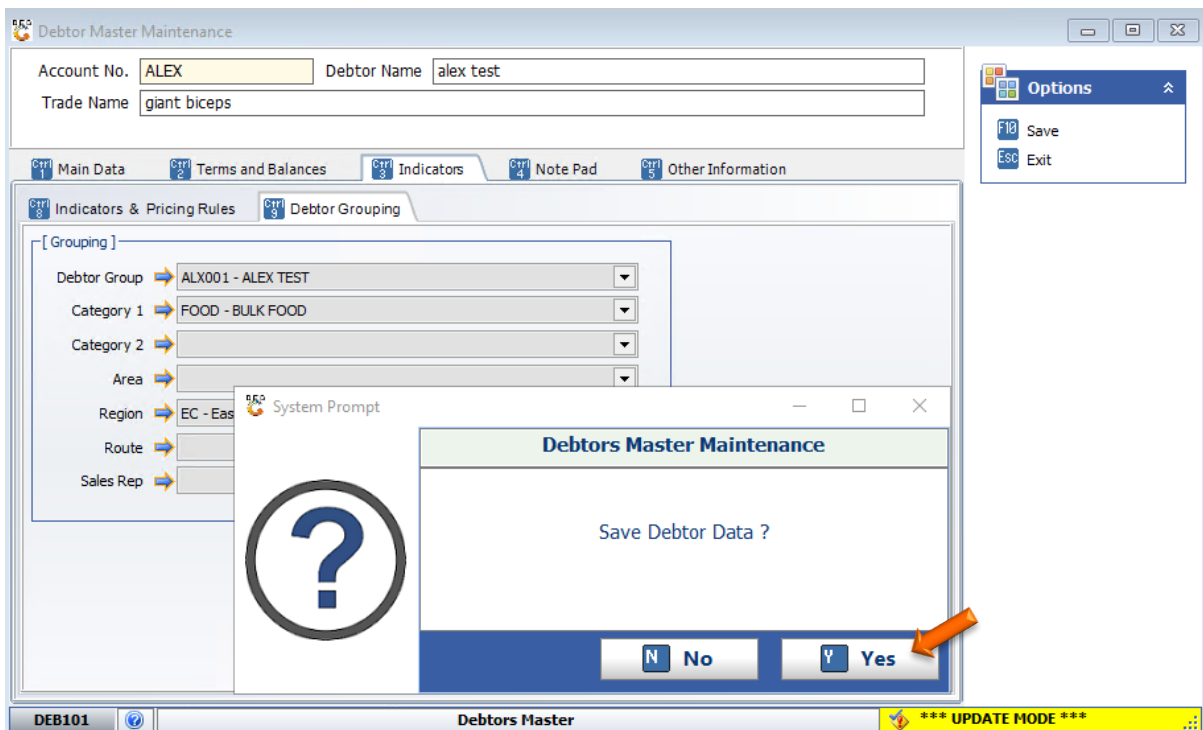 Debtor Master Maintenance
Account No. ALEX Debtor Name alex test
Trade Name giant biceps
Options
F10 Save
Esc Exit
Ctrl 1 Main Data Ctrl 2 Terms and Balances Ctrl 3 Indicators Ctrl 4 Note Pad Ctrl 5 Other Information
Ctrl 8 Indicators & Pricing Rules Ctrl 9 Debtor Grouping
[ Grouping ]
Debtor Group ALX001 - ALEX TEST
Category 1 FOOD - BULK FOOD
Category 2
Area
Region EC - Eas
Route
Sales Rep
System Prompt
Debtors Master Maintenance
Save Debtor Data ?
N No Y Yes
DEB101 Debtors Master *** UPDATE MODE ***